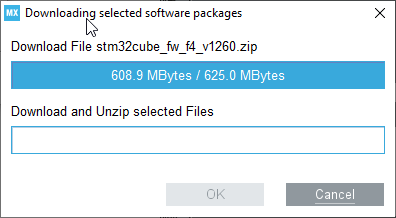 MX Downloading selected software packages
Download File stm32cube_fw_f4_v1260.zip
608.9 MBytes / 625.0 MBytes
Download and Unzip selected Files
OK Cancel